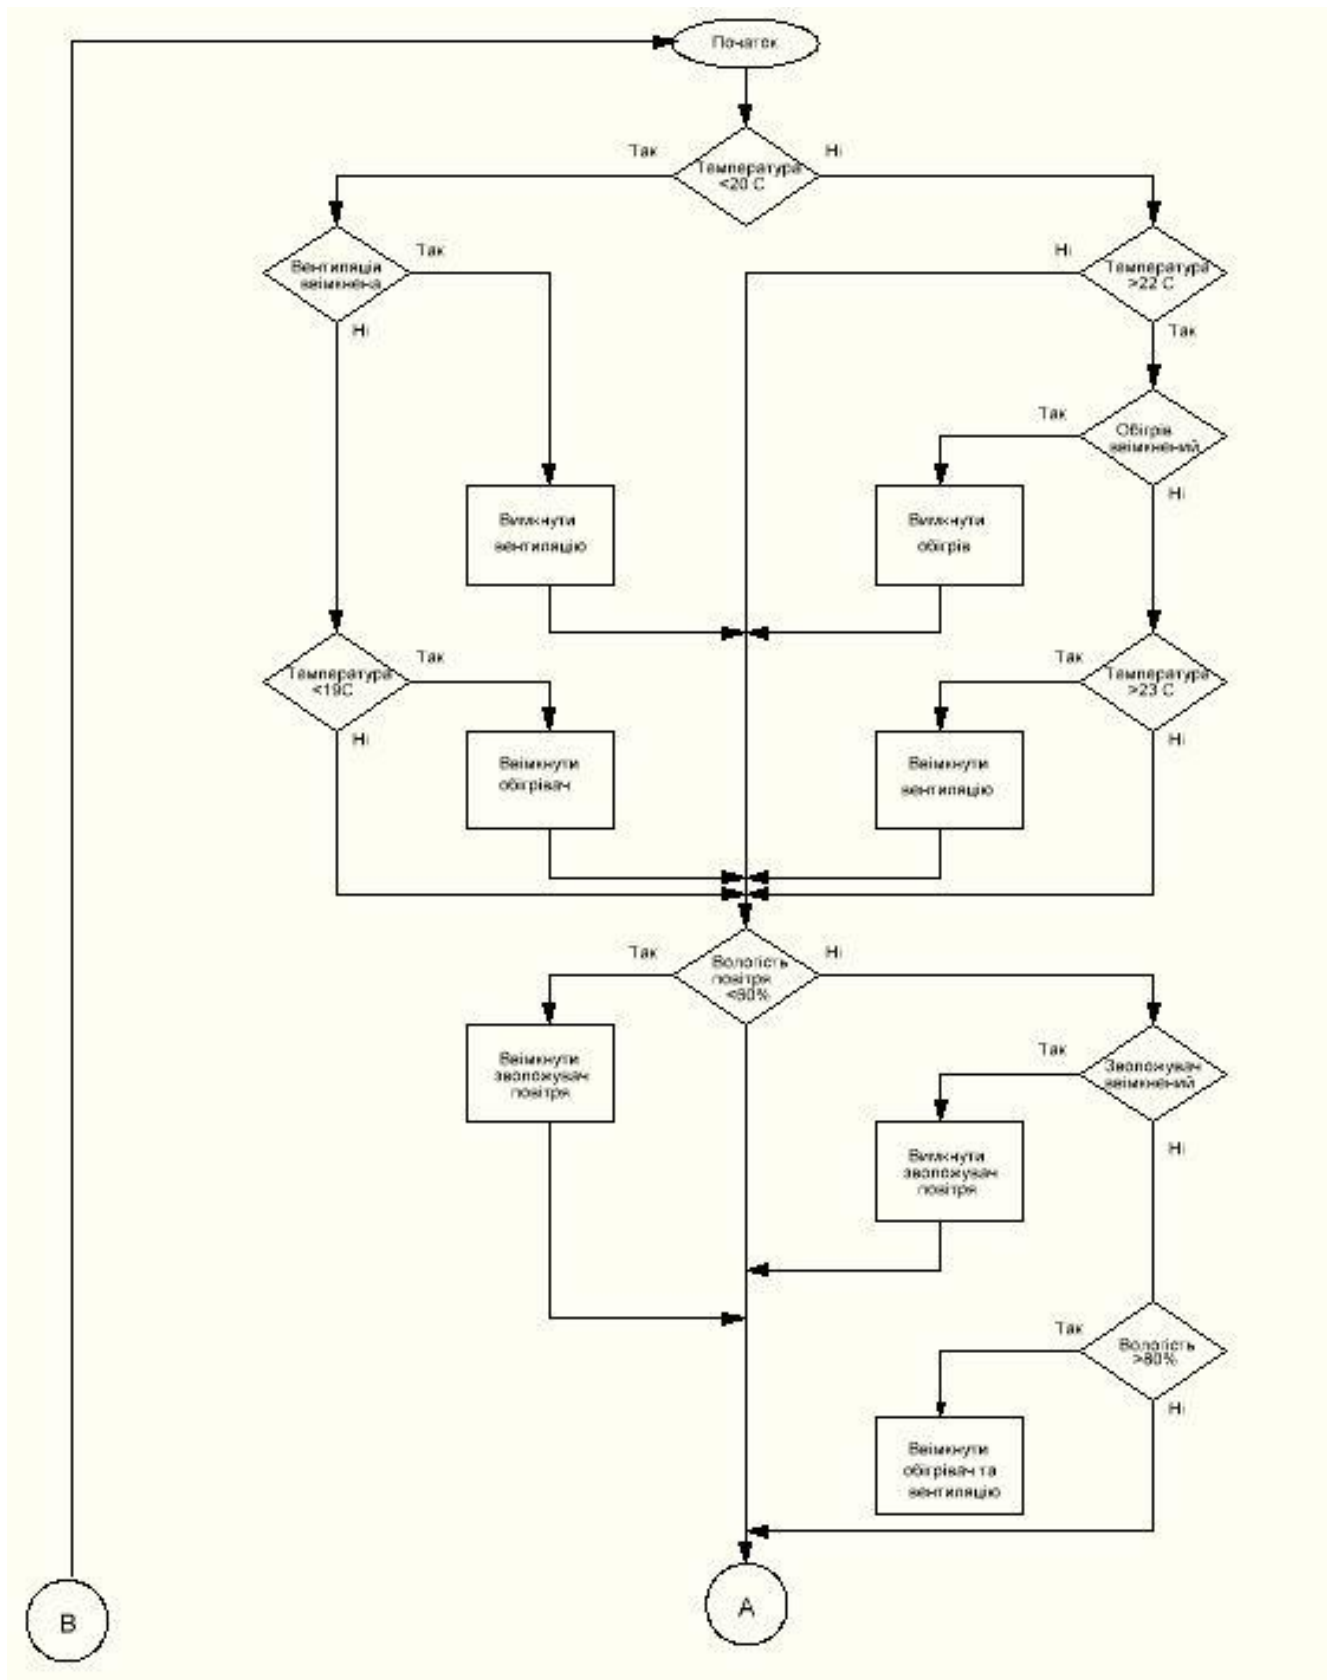 Початок
Так
Ні
Температура
<20 C
Вентиляція
ввімкнена
Так
Ні
Ні
Температура
>22 C
Так
Так
Обігрів
ввімкнений
Ні
Вимкнути
вентиляцію
Вимкнути
обігрів
Температура
<19C
Так
Ні
Так
Температура
>23 C
Ні
Ввімкнути
обігрівач
Ввімкнути
вентиляцію
Так
Вологість
повітря
Ні
Ввімкнути
зволожувач
повітря
Так
Зволожувач
ввімкнений
Ні
Вимкнути
зволожувач
повітря
Так
Вологість
>80%
Ні
Ввімкнути
обігрівач та
вентиляцію
B
A